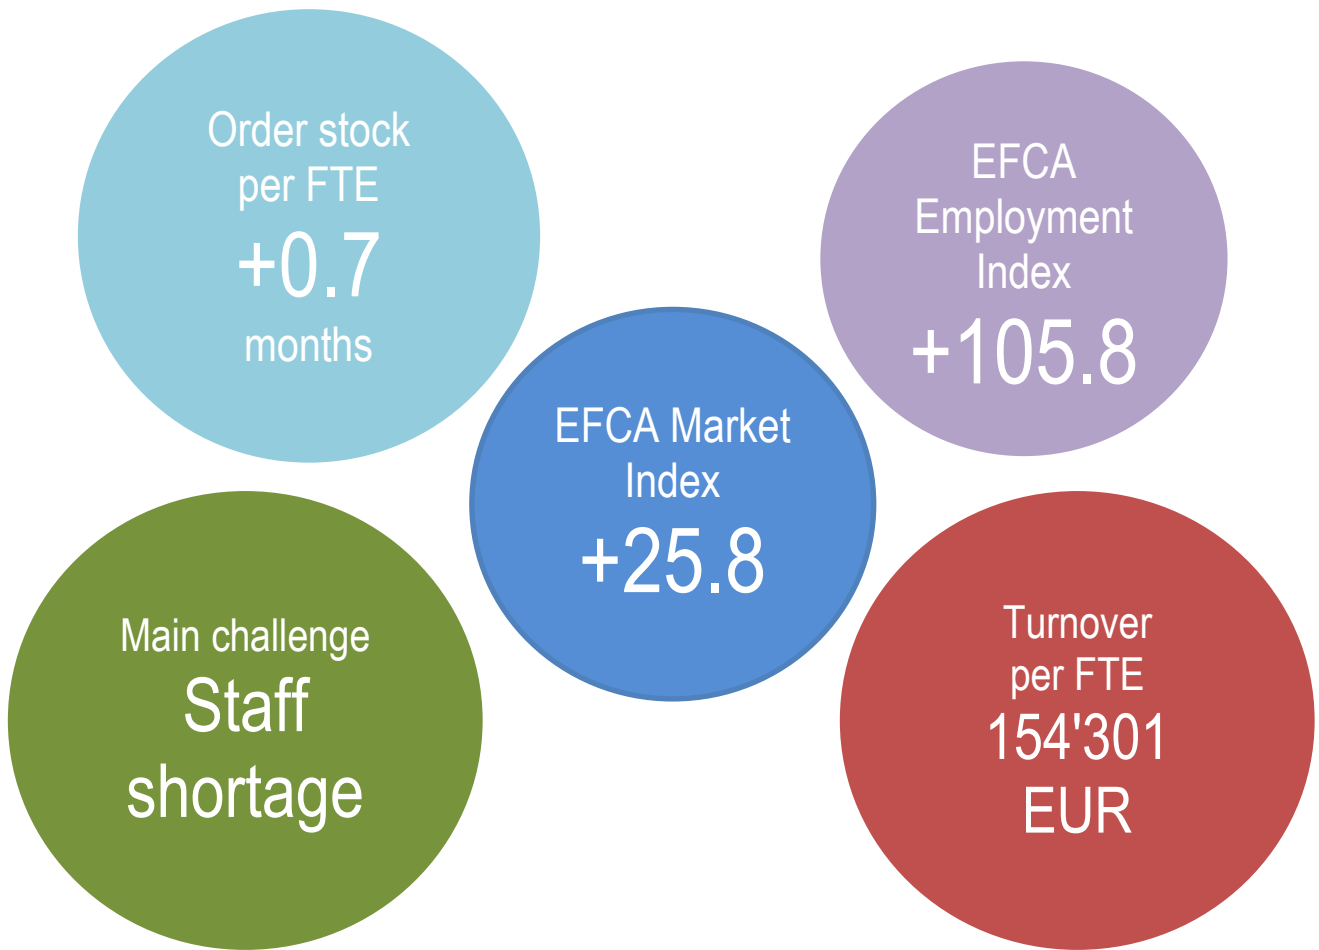 Order stock
per FTE
+0.7
months
EFCA
Employment
Index
+105.8
EFCA Market
Index
+25.8
Main challenge
Staff
shortage
Turnover
per FTE
154'301
EUR